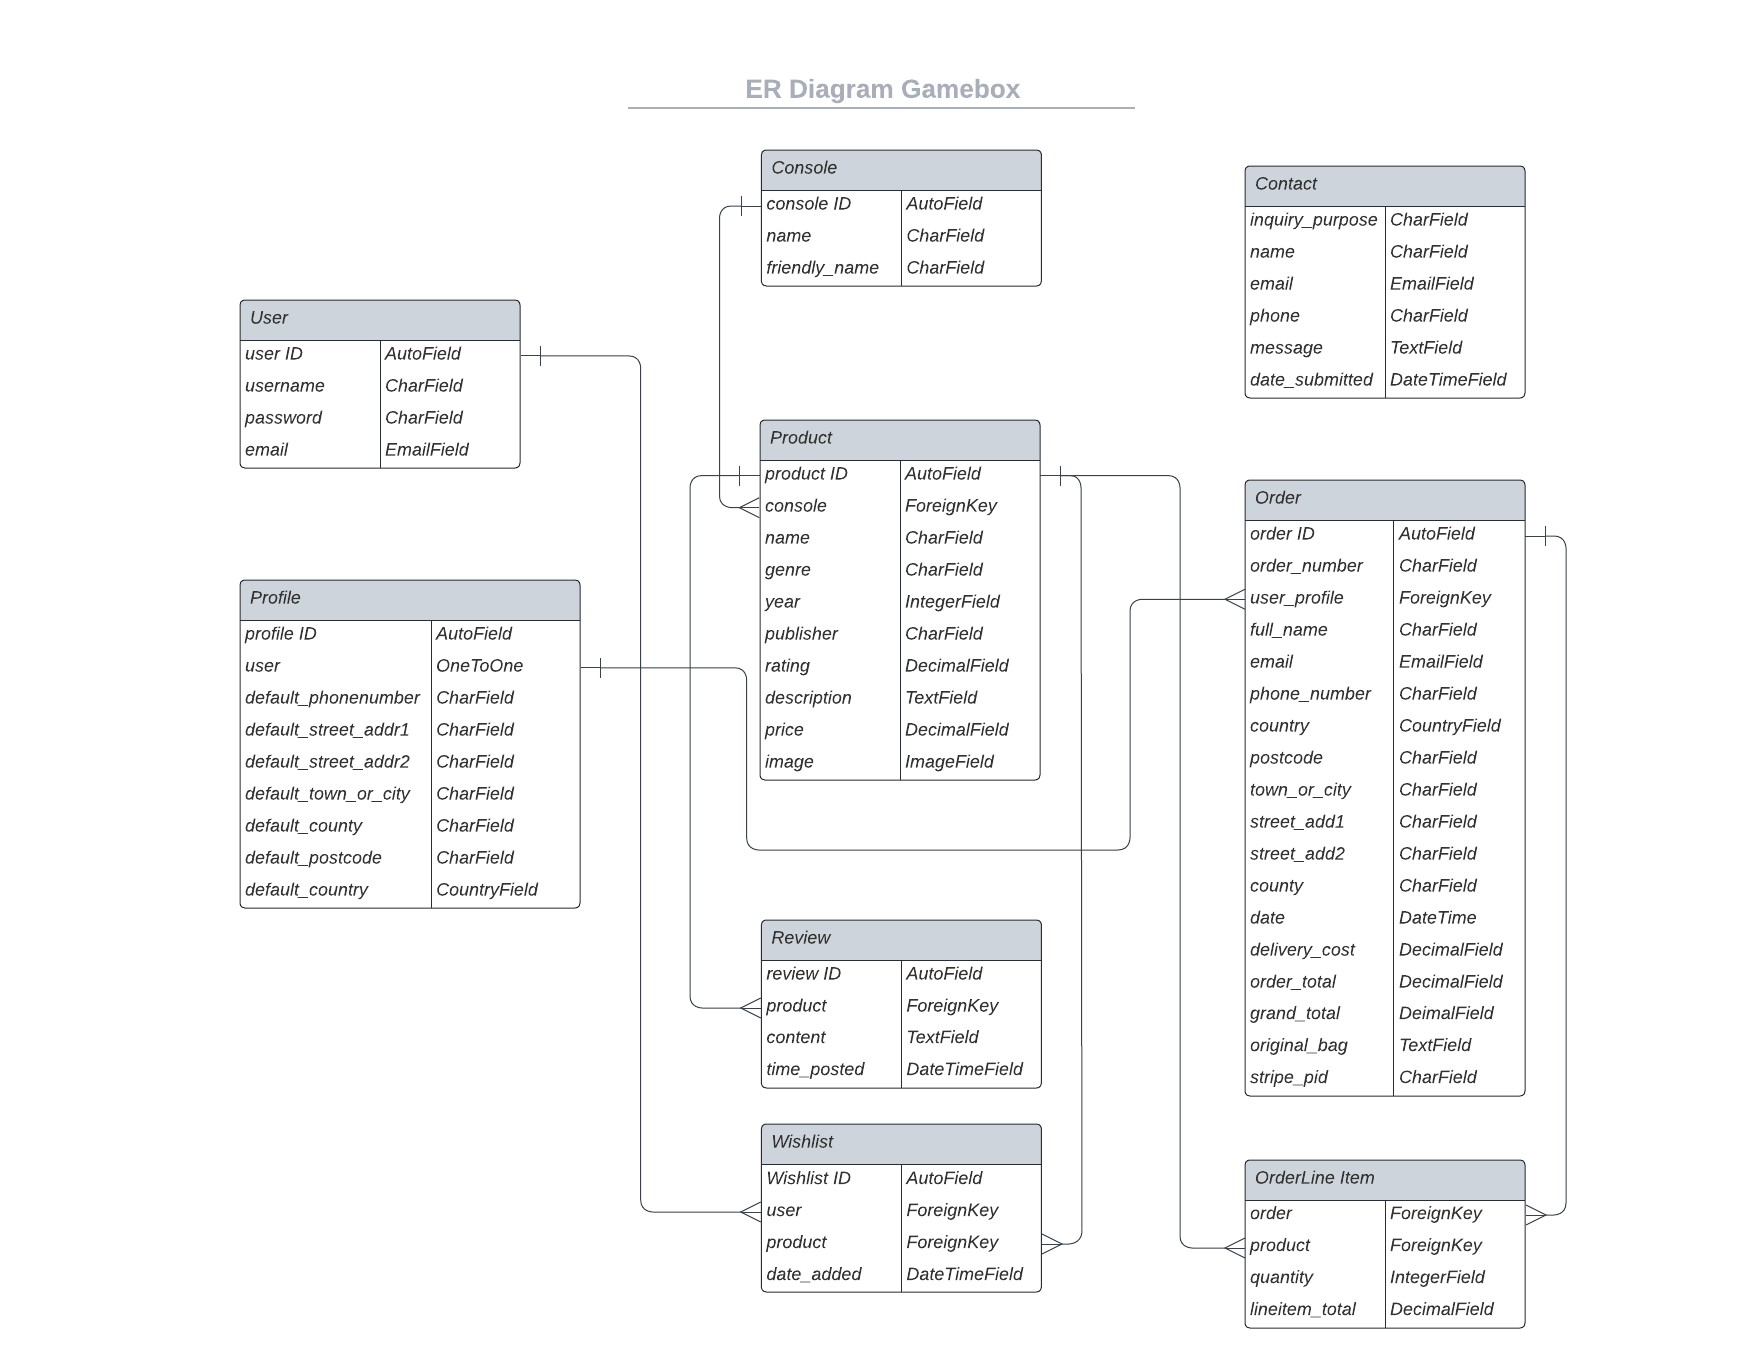 ER Diagram Gamebox
Console
console ID AutoField
name CharField
friendly_name CharField
Contact
inquiry_purpose CharField
name CharField
email EmailField
phone CharField
message TextField
date_submitted DateTimeField
User
user ID AutoField
username CharField
password CharField
email EmailField
Product
product ID AutoField
console ForeignKey
name CharField
genre CharField
year IntegerField
publisher CharField
rating DecimalField
description TextField
price DecimalField
image ImageField
Order
order ID AutoField
order_number CharField
user_profile ForeignKey
full_name CharField
email EmailField
phone_number CharField
country CountryField
postcode CharField
town_or_city CharField
street_add1 CharField
street_add2 CharField
county CharField
date DateTime
delivery_cost DecimalField
order_total DecimalField
grand_total DeimalField
original_bag TextField
stripe_pid CharField
Profile
profile ID AutoField
user OneToOne
default_phonenumber CharField
default_street_addr1 CharField
default_street_addr2 CharField
default_town_or_city CharField
default_county CharField
default_postcode CharField
default_country CountryField
Review
review ID AutoField
product ForeignKey
content TextField
time_posted DateTimeField
Wishlist
Wishlist ID AutoField
user ForeignKey
product ForeignKey
date_added DateTimeField
OrderLine Item
order ForeignKey
product ForeignKey
quantity IntegerField
lineitem_total DecimalField